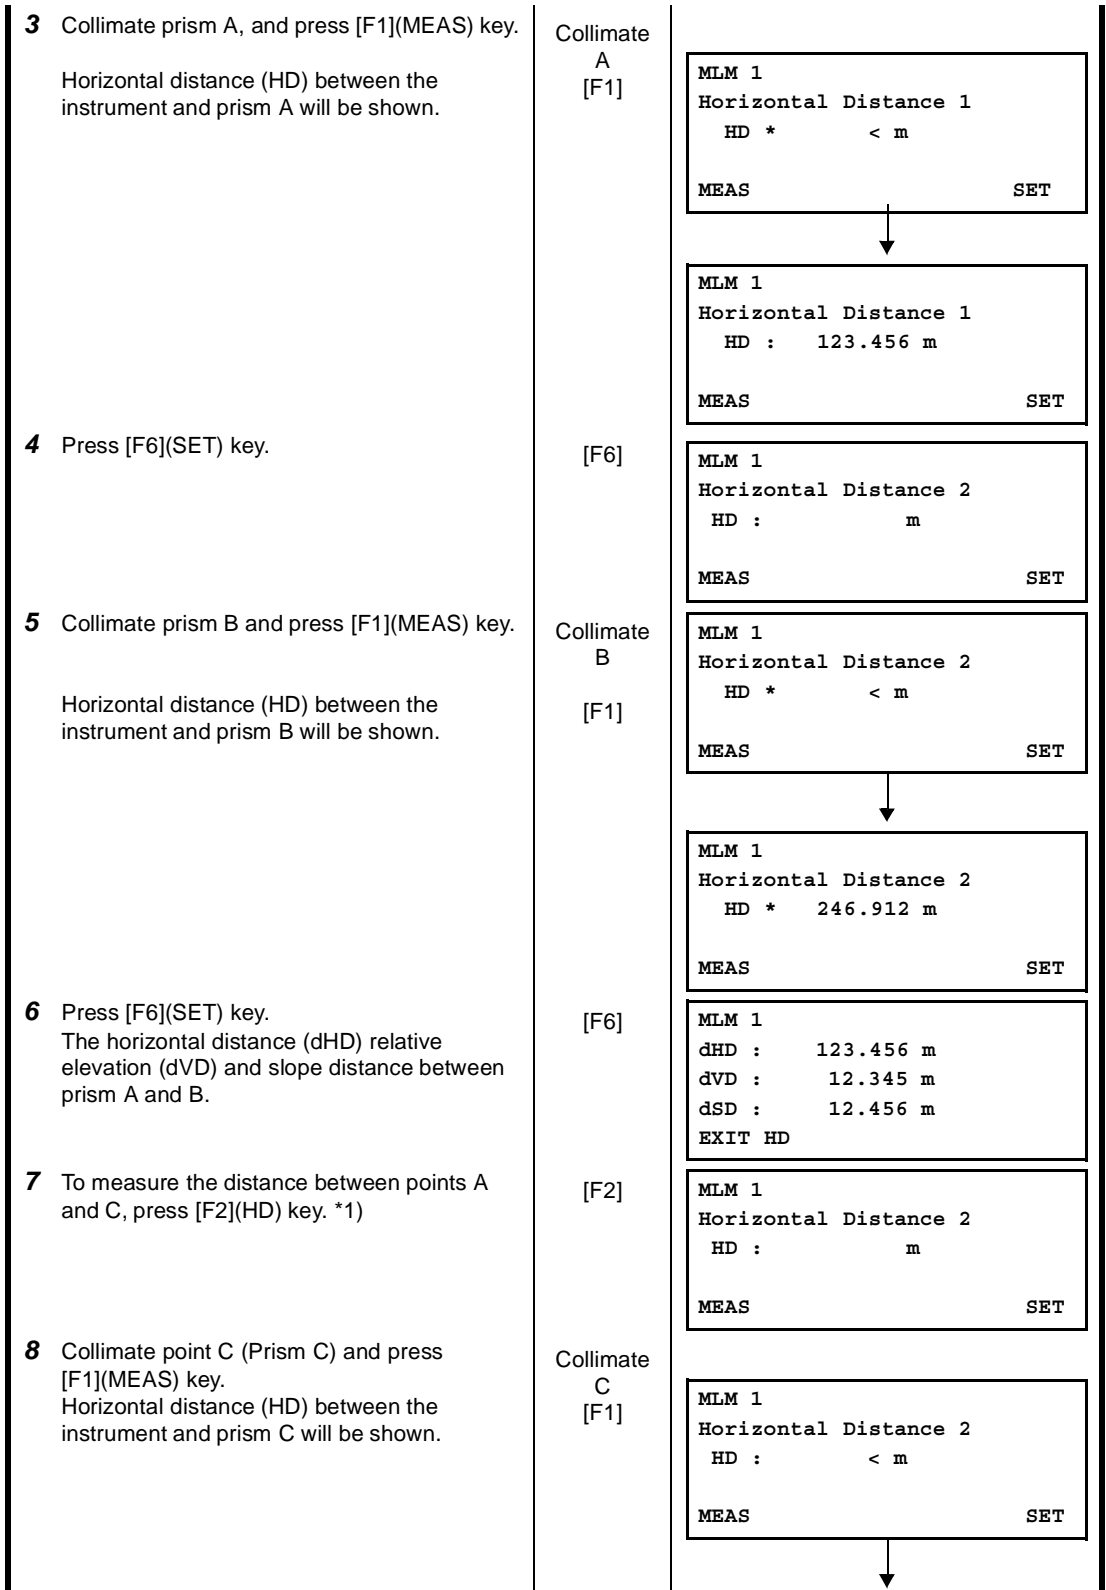 3 Collimate prism A, and press [F1](MEAS) key.
Horizontal distance (HD) between the
instrument and prism A will be shown.
Collimate
A
[F1]
MLM 1
Horizontal Distance 1
HD * < m
MEAS SET
MLM 1
Horizontal Distance 1
HD : 123.456 m
MEAS SET
4 Press [F6](SET) key.
[F6]
MLM 1
Horizontal Distance 2
HD : m
MEAS SET
5 Collimate prism B and press [F1](MEAS) key.
Horizontal distance (HD) between the
instrument and prism B will be shown.
Collimate
B
[F1]
MLM 1
Horizontal Distance 2
HD * < m
MEAS SET
MLM 1
Horizontal Distance 2
HD * 246.912 m
MEAS SET
6 Press [F6](SET) key.
The horizontal distance (dHD) relative
elevation (dVD) and slope distance between
prism A and B.
[F6]
MLM 1
dHD : 123.456 m
dVD : 12.345 m
dSD : 12.456 m
EXIT HD
7 To measure the distance between points A
and C, press [F2](HD) key. *1)
[F2]
MLM 1
Horizontal Distance 2
HD : m
MEAS SET
8 Collimate point C (Prism C) and press
[F1](MEAS) key.
Horizontal distance (HD) between the
instrument and prism C will be shown.
Collimate
C
[F1]
MLM 1
Horizontal Distance 2
HD : < m
MEAS SET